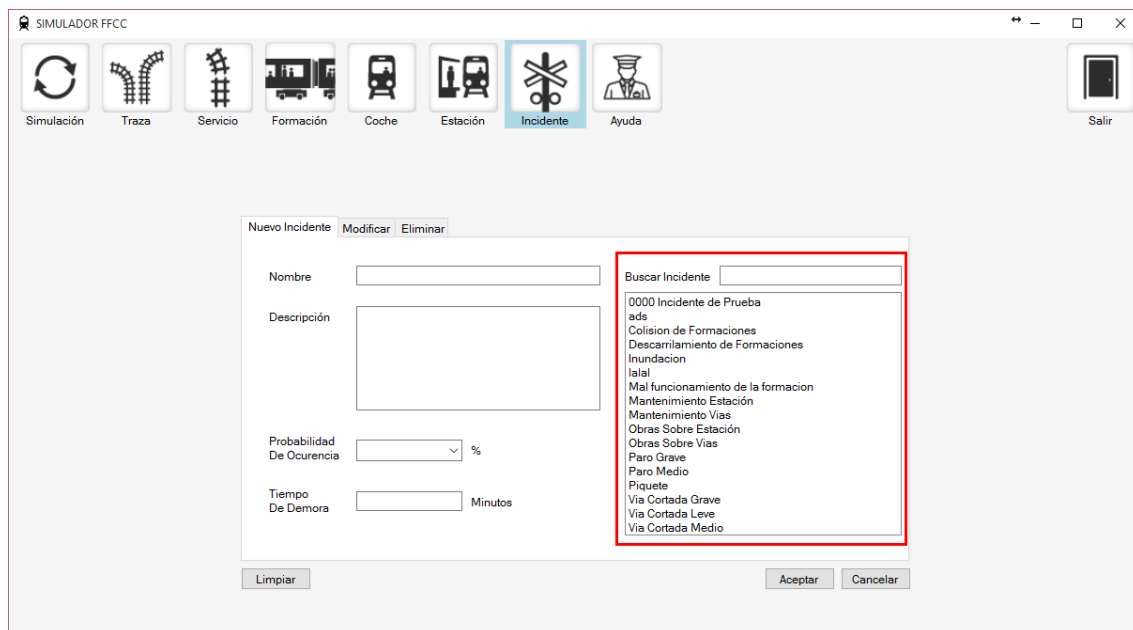 SIMULADOR FFCC
Simulación Traza Servicio Formación Coche Estación Incidente Ayuda Salir
Nuevo Incidente Modificar Eliminar
Nombre
Descripción
Probabilidad
De Ocurencia
%
Tiempo
De Demora
Minutos
Buscar Incidente
0000 Incidente de Prueba
ads
Colision de Formaciones
Descarrilamiento de Formaciones
Inundacion
lalal
Mal funcionamiento de la formacion
Mantenimiento Estación
Mantenimiento Vias
Obras Sobre Estación
Obras Sobre Vias
Paro Grave
Paro Medio
Piquete
Via Cortada Grave
Via Cortada Leve
Via Cortada Medio
Limpiar Aceptar Cancelar